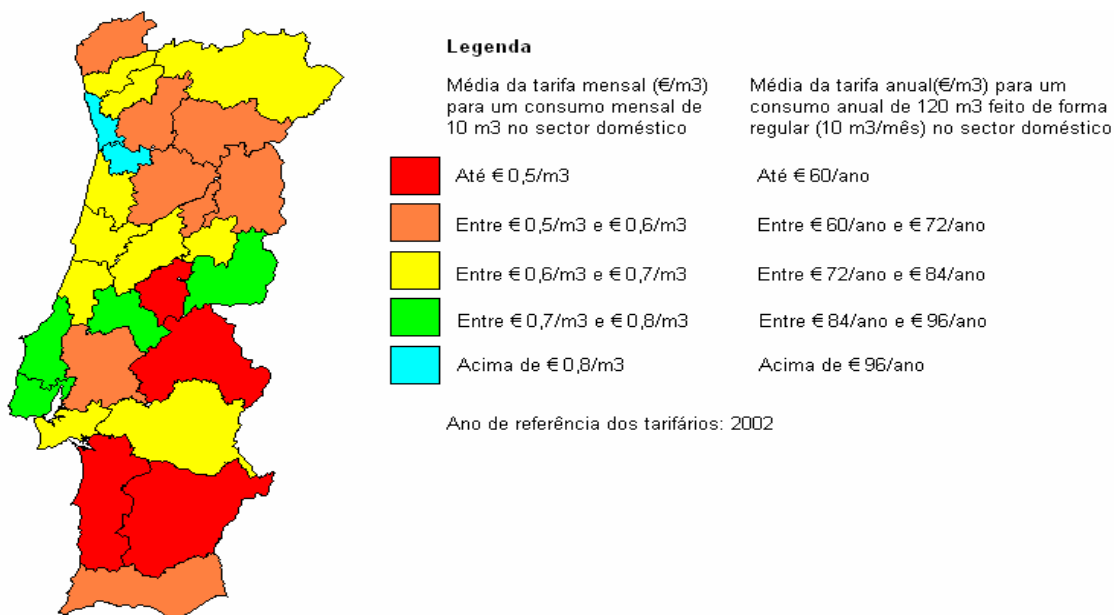 Legenda
Média da tarifa mensal (€/m3)
para um consumo mensal de
10 m3 no sector doméstico
Média da tarifa anual(€/m3) para um
consumo anual de 120 m3 feito de forma
regular (10 m3/mês) no sector doméstico
Até € 0,5/m3
Até € 60/ano
Entre € 0,5/m3 e € 0,6/m3
Entre € 60/ano e € 72/ano
Entre € 0,6/m3 e € 0,7/m3
Entre € 72/ano e € 84/ano
Entre € 0,7/m3 e € 0,8/m3
Entre € 84/ano e € 96/ano
Acima de € 0,8/m3
Acima de € 96/ano
Ano de referência dos tarifários: 2002